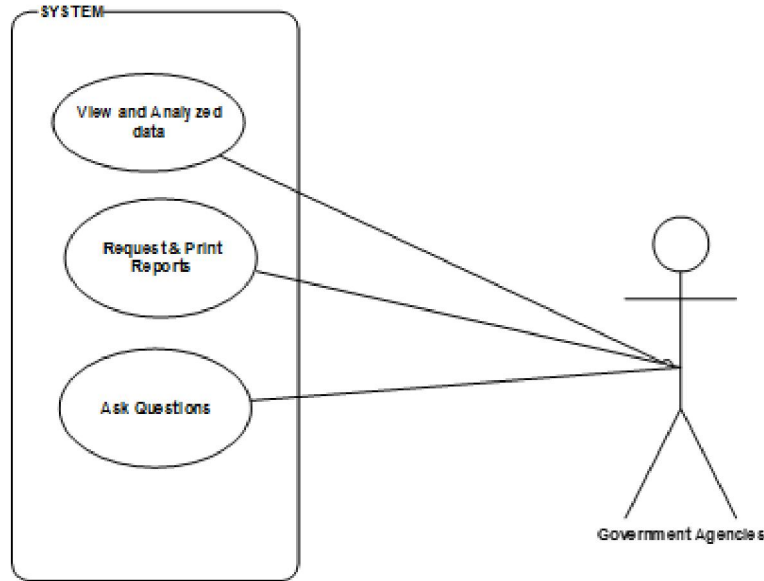 SYSTEM
View and Analyzed
data
Request & Print
Reports
Ask Questions
Government Agencies